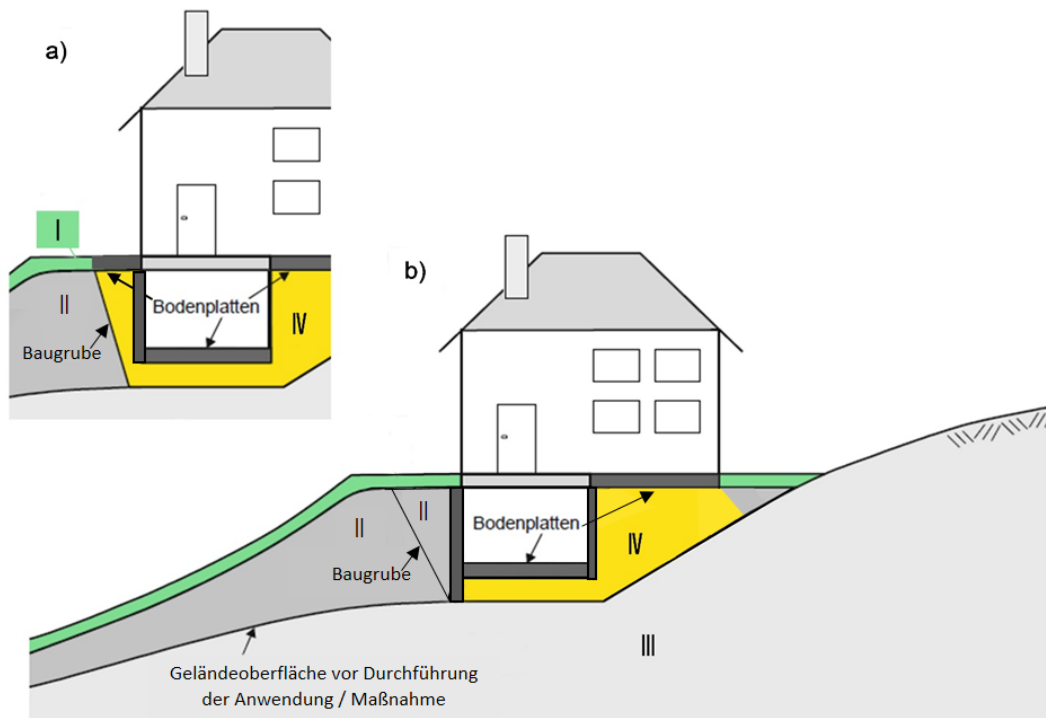 a)
I
II
Bodenplatten
IV
Baugrube
b)
II
II
Bodenplatten
IV
Baugrube
III
Geländeoberfläche vor Durchführung
der Anwendung / Maßnahme